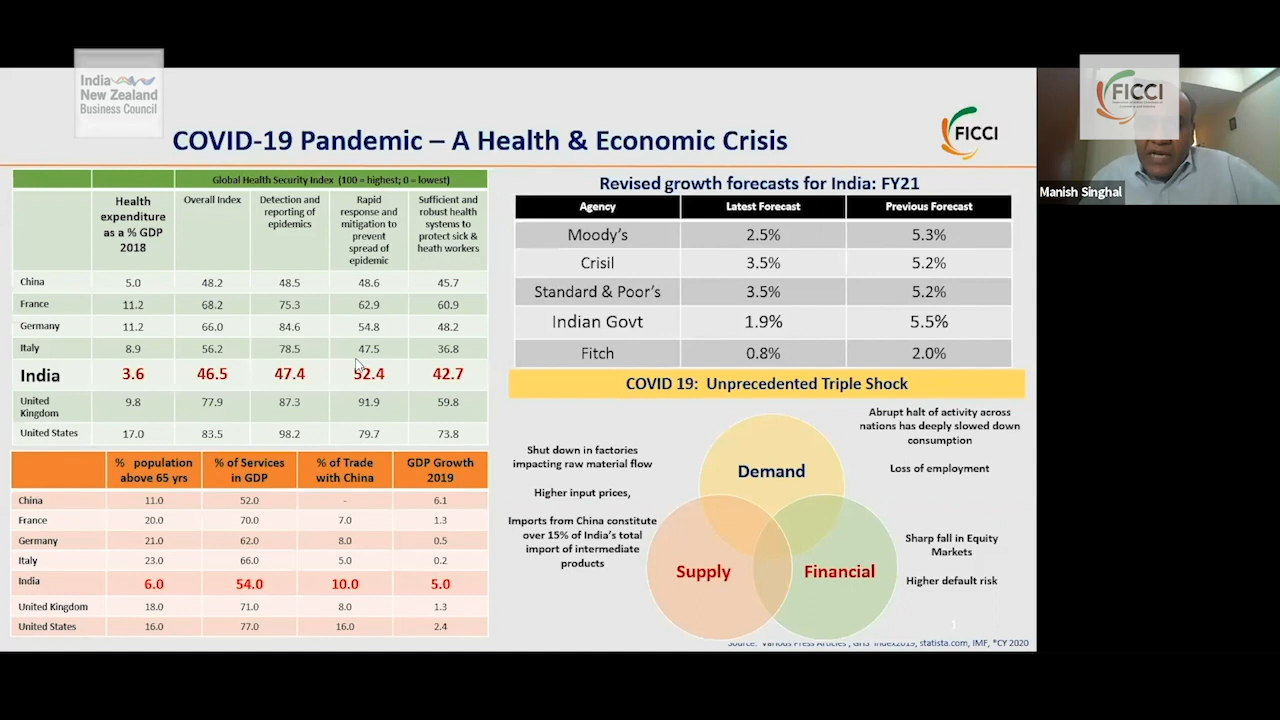 India
New Zealand
Business Council
FICCI
COVID-19 Pandemic – A Health & Economic Crisis
FICCI
Manish Singhal
Global Health Security Index (100 = highest; 0 = lowest)
Health expenditure as a % GDP 2018 Overall Index Detection and reporting of epidemics Rapid response and mitigation to prevent spread of epidemic Sufficient and robust health systems to protect sick & heath workers
China 5.0 48.2 48.5 48.6 45.7
France 11.2 68.2 75.3 62.9 60.9
Germany 11.2 66.0 84.6 54.8 48.2
Italy 8.9 56.2 78.5 47.5 36.8
India 3.6 46.5 47.4 52.4 42.7
United Kingdom 9.8 77.9 87.3 91.9 59.8
United States 17.0 83.5 98.2 79.7 73.8
% population above 65 yrs % of Services in GDP % of Trade with China GDP Growth 2019
China 11.0 52.0 - 6.1
France 20.0 70.0 7.0 1.3
Germany 21.0 62.0 8.0 0.5
Italy 23.0 66.0 5.0 0.2
India 6.0 54.0 10.0 5.0
United Kingdom 18.0 71.0 8.0 1.3
United States 16.0 77.0 16.0 2.4
Revised growth forecasts for India: FY21
Agency Latest Forecast Previous Forecast
Moody's 2.5% 5.3%
Crisil 3.5% 5.2%
Standard & Poor's 3.5% 5.2%
Indian Govt 1.9% 5.5%
Fitch 0.8% 2.0%
COVID 19: Unprecedented Triple Shock
Shut down in factories
impacting raw material flow
Higher input prices,
Imports from China constitute
over 15% of India's total
import of intermediate
products
Demand
Supply
Financial
Abrupt halt of activity across
nations has deeply slowed down
consumption
Loss of employment
Sharp fall in Equity
Markets
Higher default risk
1
Source: Various Press Articles, GHS Index2019, statista.com, IMF, *CY 2020